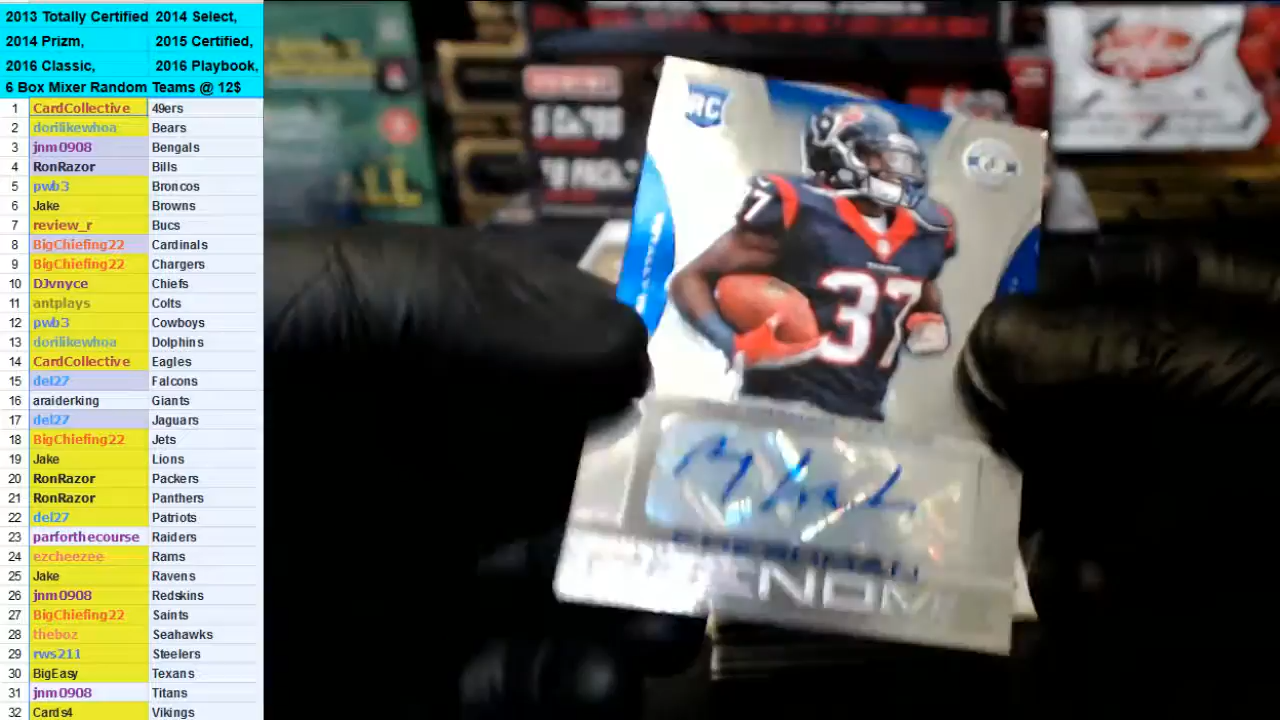 2013 Totally Certified 2014 Select,
2014 Prizm, 2015 Certified,
2016 Classic, 2016 Playbook,
6 Box Mixer Random Teams @ 12$
1 CardCollective 49ers
2 dorilikewhoa Bears
3 jnm0908 Bengals
4 RonRazor Bills
5 pwb3 Broncos
6 Jake Browns
7 review_r Bucs
8 BigChiefing22 Cardinals
9 BigChiefing22 Chargers
10 DJvnyce Chiefs
11 antplays Colts
12 pwb3 Cowboys
13 dorilikewhoa Dolphins
14 CardCollective Eagles
15 del27 Falcons
16 araiderking Giants
17 del27 Jaguars
18 BigChiefing22 Jets
19 Jake Lions
20 RonRazor Packers
21 RonRazor Panthers
22 del27 Patriots
23 parforthecourse Raiders
24 ezcheezee Rams
25 Jake Ravens
26 jnm0908 Redskins
27 BigChiefing22 Saints
28 theboz Seahawks
29 rws211 Steelers
30 BigEasy Texans
31 jnm0908 Titans
32 Cards4 Vikings
RC
37
37